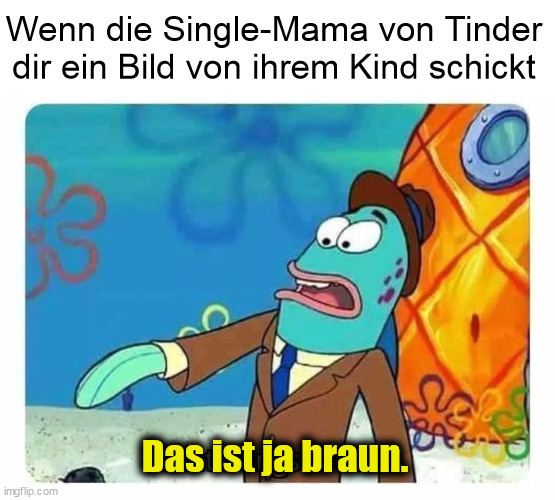 Wenn die Single-Mama von Tinder
dir ein Bild von ihrem Kind schickt
Das ist ja braun.
imgflip.com